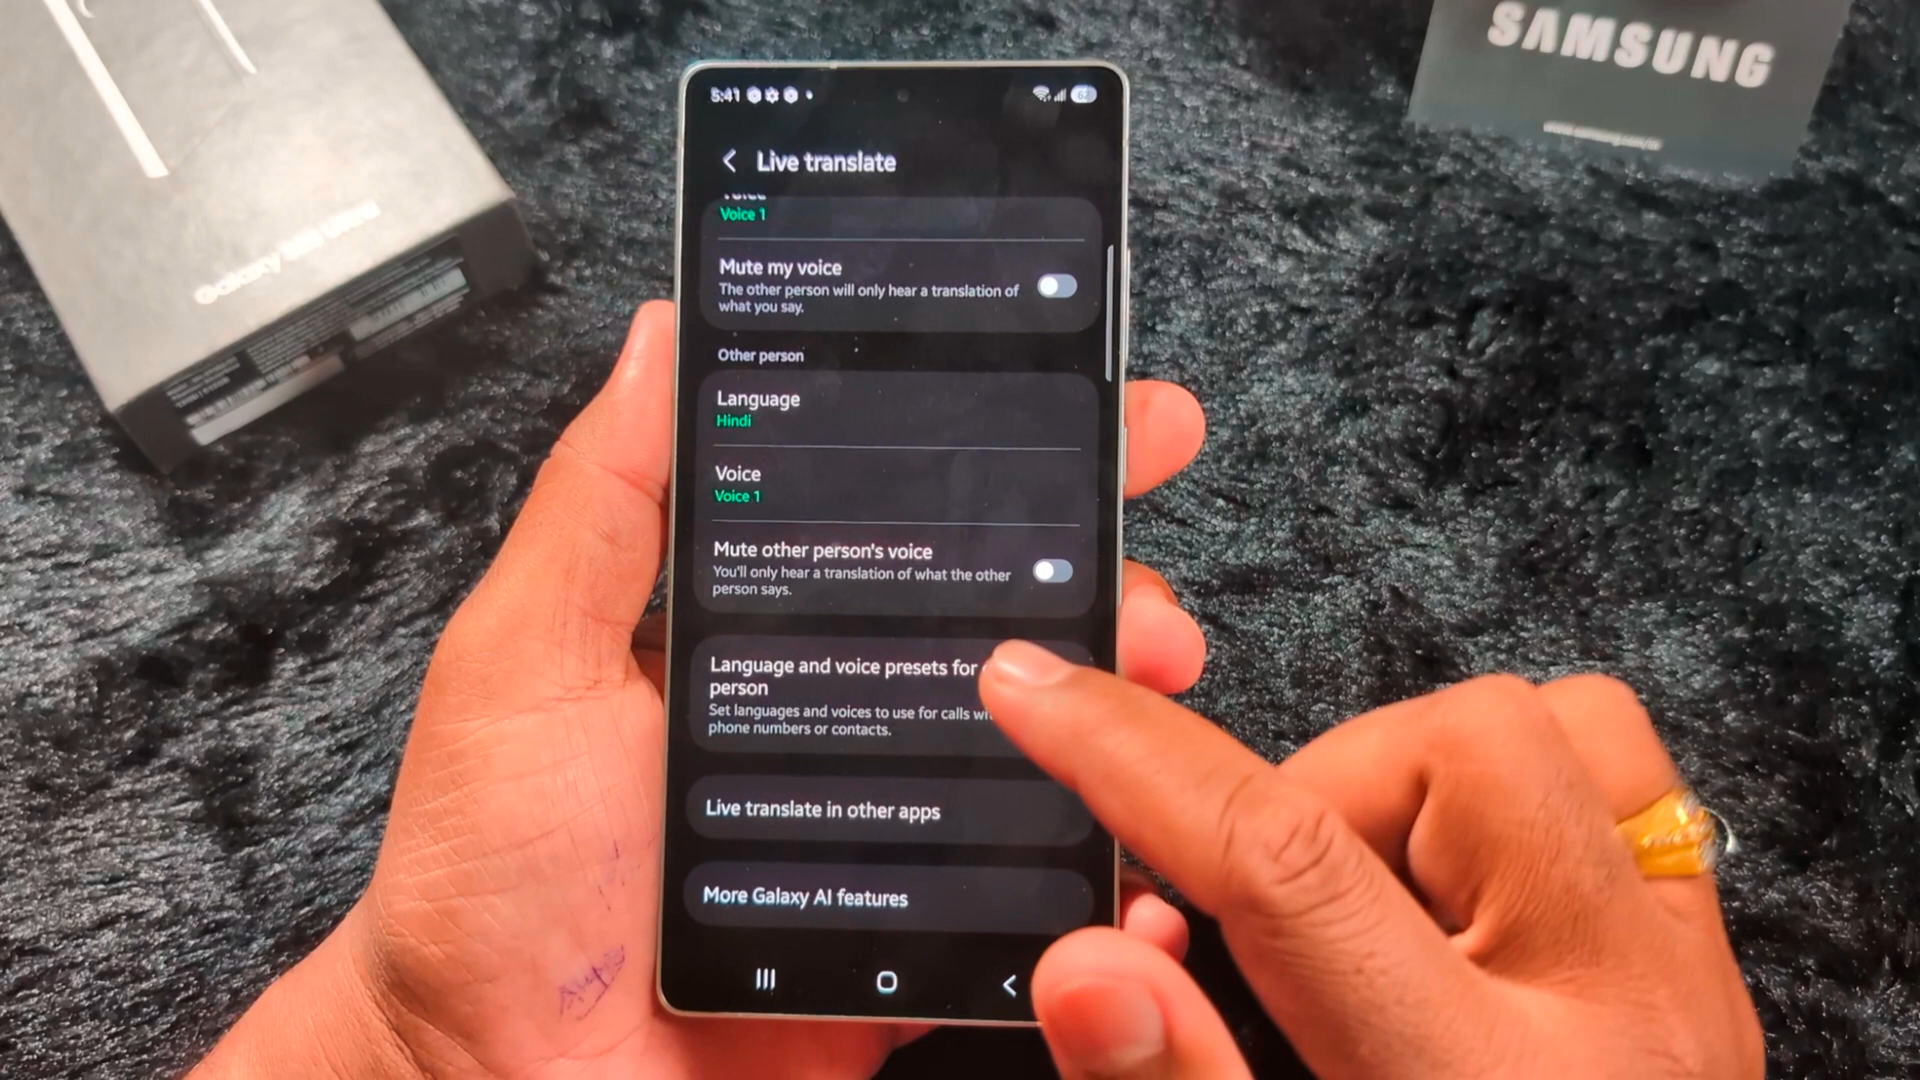 SAMSUNG
5:41
62
Live translate
Voice 1
Mute my voice
The other person will only hear a translation of
what you say.
Other person
Language
Hindi
Voice
Voice 1
Mute other person's voice
You'll only hear a translation of what the other
person says.
Language and voice presets for
person
Set languages and voices to use for calls
phone numbers or contacts.
Live translate in other apps
More Galaxy AI features
Galaxy